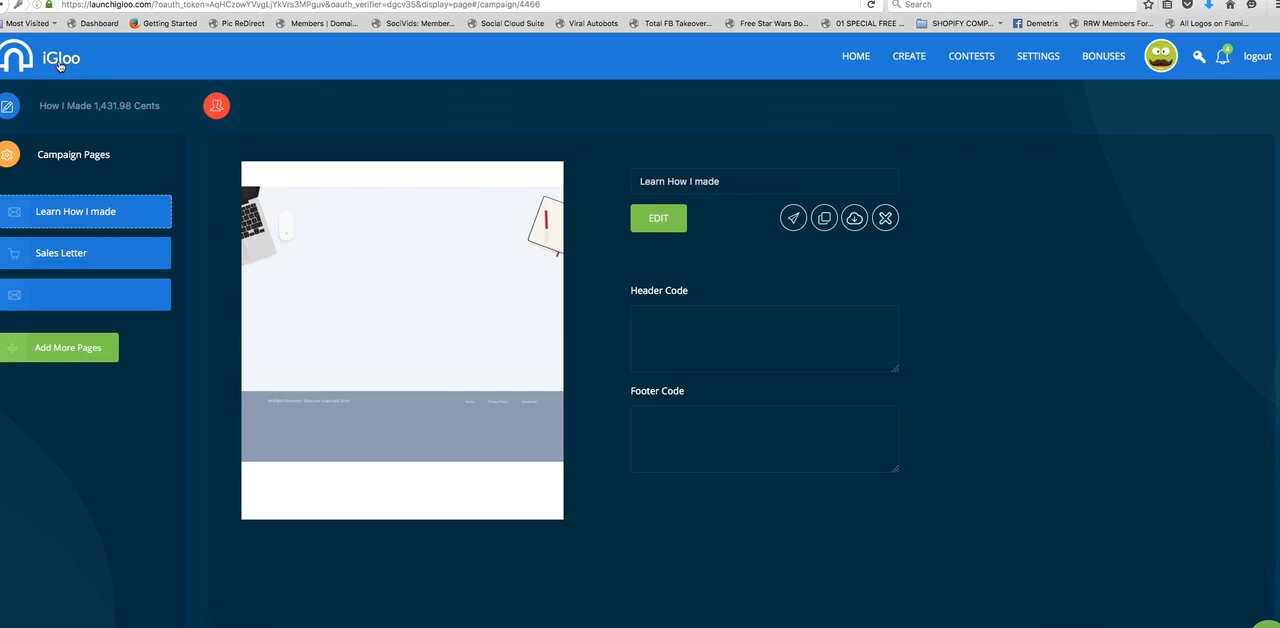 https://launchigloo.com/?oauth_token=AqHCzowYVvgLjYkVrs3MPguv&oauth_verifier=dgcv35&display=page#/campaign/4466
Search
Most Visited
Getting Started
Dashboard
Pic ReDirect
Members | Domai...
SociVids: Member...
Social Cloud Suite
Viral Autobots
Total FB Takeover...
Free Star Wars Bo...
01 SPECIAL FREE ...
SHOPIFY COMP...
Demetris
RRW Members For...
All Logos on Flami...
iGloo
HOME
CREATE
CONTESTS
SETTINGS
BONUSES
4
logout
How I Made 1,431.98 Cents
Campaign Pages
Learn How I made
Sales Letter
Add More Pages
Learn How I made
EDIT
Header Code
Footer Code